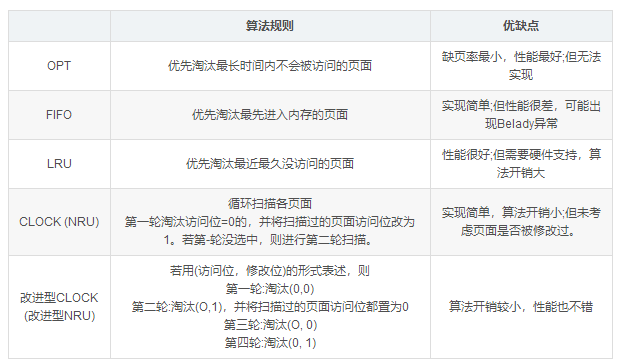 算法规则
优缺点
OPT
优先淘汰最长时间内不会被访问的页面
缺页率最小，性能最好;但无法
实现
FIFO
优先淘汰最先进入内存的页面
实现简单;但性能很差，可能出
现Belady异常
LRU
优先淘汰最近最久没访问的页面
性能很好;但需要硬件支持，算
法开销大
CLOCK (NRU)
循环扫描各页面
第一轮淘汰访问位=0的，并将扫描过的页面访问位改为
1。若第-轮没选中，则进行第二轮扫描。
实现简单，算法开销小;但未考
虑页面是否被修改过。
改进型CLOCK
(改进型NRU)
若用(访问位，修改位)的形式表述，则
第一轮:淘汰(0,0)
第二轮:淘汰(O,1)，并将扫描过的页面访问位都置为0
第三轮:淘汰(O, 0)
第四轮:淘汰(0, 1)
算法开销较小，性能也不错